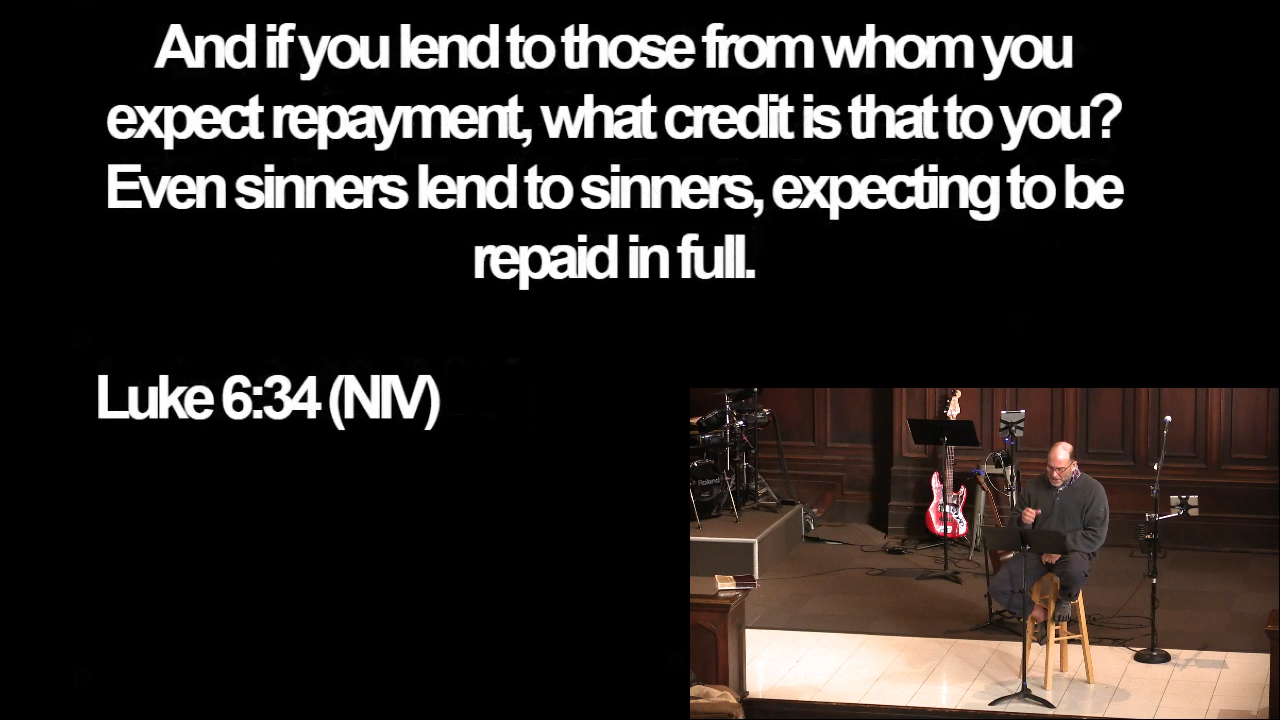 And if you lend to those from whom you
expect repayment, what credit is that to you?
Even sinners lend to sinners, expecting to be
repaid in full.
Luke 6:34 (NIV)
Roland